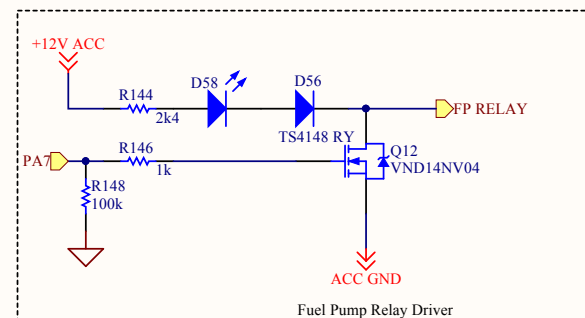 +12V ACC
R144
2k4
D58
D56
TS4148 RY
FP RELAY
PA7
R146
1k
Q12
VND14NV04
R148
100k
ACC GND
Fuel Pump Relay Driver